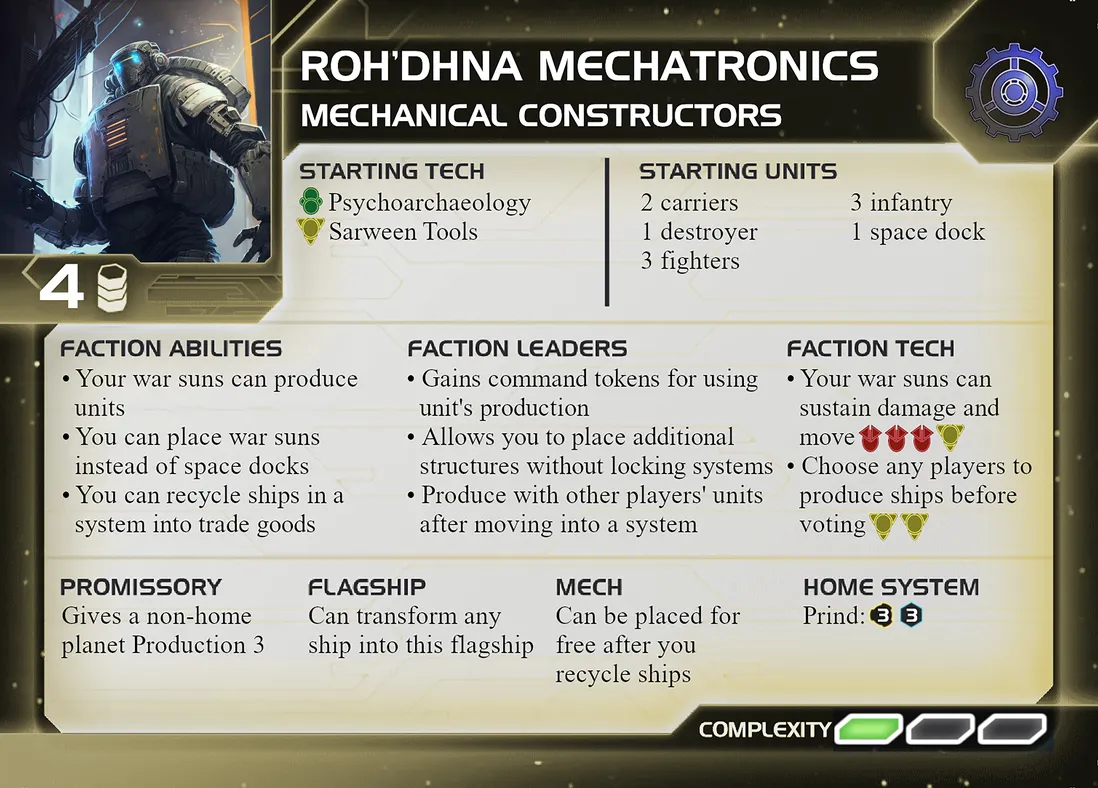 ROH'DHNA MECHATRONICS
MECHANICAL CONSTRUCTORS
4
STARTING TECH
Psychoarchaeology
Sarween Tools
STARTING UNITS
2 carriers
1 destroyer
3 fighters
3 infantry
1 space dock
FACTION ABILITIES
• Your war suns can produce
units
• You can place war suns
instead of space docks
• You can recycle ships in a
system into trade goods
FACTION LEADERS
• Gains command tokens for using
unit's production
• Allows you to place additional
structures without locking systems
• Produce with other players' units
after moving into a system
FACTION TECH
• Your war suns can
sustain damage and
move
• Choose any players to
produce ships before
voting
PROMISSORY
Gives a non-home
planet Production 3
FLAGSHIP
Can transform any
ship into this flagship
MECH
Can be placed for
free after you
recycle ships
HOME SYSTEM
Prind: 3 3
COMPLEXITY